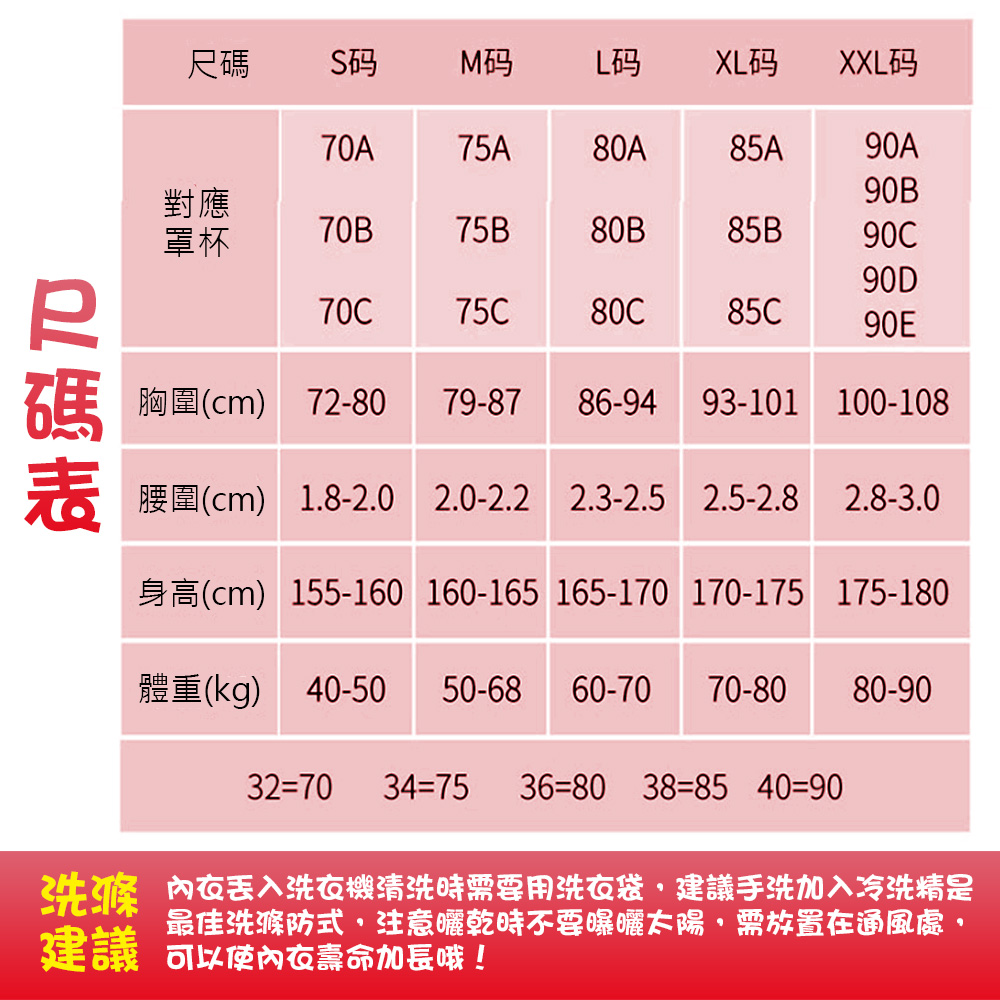 尺碼表
尺碼 S码 M码 L码 XL码 XXL码
對應罩杯
70A 75A 80A 85A 90A
90B
70B 75B 80B 85B 90C
90D
70C 75C 80C 85C 90E
胸圍(cm) 72-80 79-87 86-94 93-101 100-108
腰圍(cm) 1.8-2.0 2.0-2.2 2.3-2.5 2.5-2.8 2.8-3.0
身高(cm) 155-160 160-165 165-170 170-175 175-180
體重(kg) 40-50 50-68 60-70 70-80 80-90
32=70 34=75 36=80 38=85 40=90
洗滌建議
內衣丟入洗衣機清洗時需要用洗衣袋，建議手洗加入冷洗精是
最佳洗滌防式，注意曬乾時不要曝曬太陽，需放置在通風處，
可以使內衣壽命加長哦！